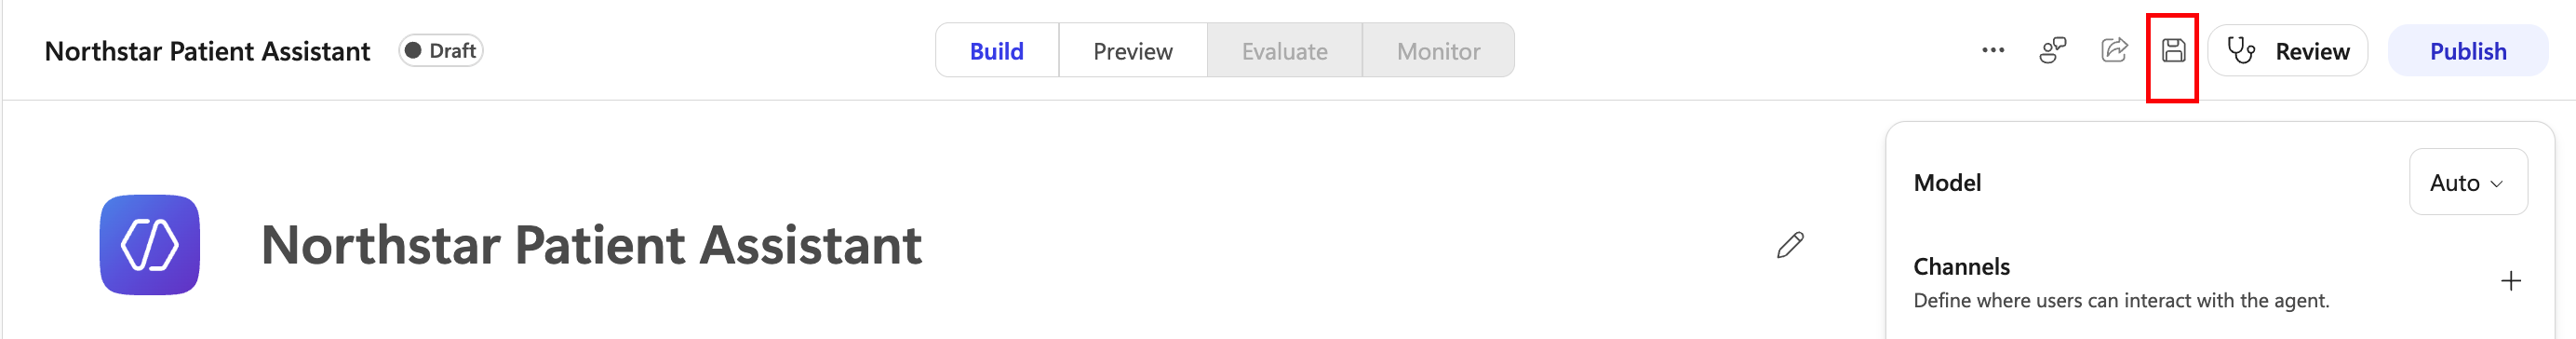 Northstar Patient Assistant
Draft
Build
Preview
Evaluate
Monitor
Review
Publish
Northstar Patient Assistant
Model
Auto
Channels
Define where users can interact with the agent.